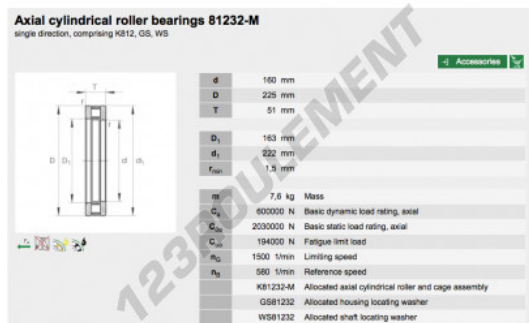 Axial cylindrical roller bearings 81232-M
single direction, comprising K812, GS, WS
Accessories
d 160 mm
D 225 mm
T 51 mm
D₁ 163 mm
d₁ 222 mm
rmin 1,5 mm
m 7,6 kg Mass
Ca 600000 N Basic dynamic load rating, axial
C0a 2030000 N Basic static load rating, axial
Cua 194000 N Fatigue limit load
nG 1500 1/min Limiting speed
nB 580 1/min Reference speed
K81232-M Allocated axial cylindrical roller and cage assembly
GS81232 Allocated housing locating washer
WS81232 Allocated shaft locating washer
T
r
r
D D₁ d d₁
123ROULEMENT